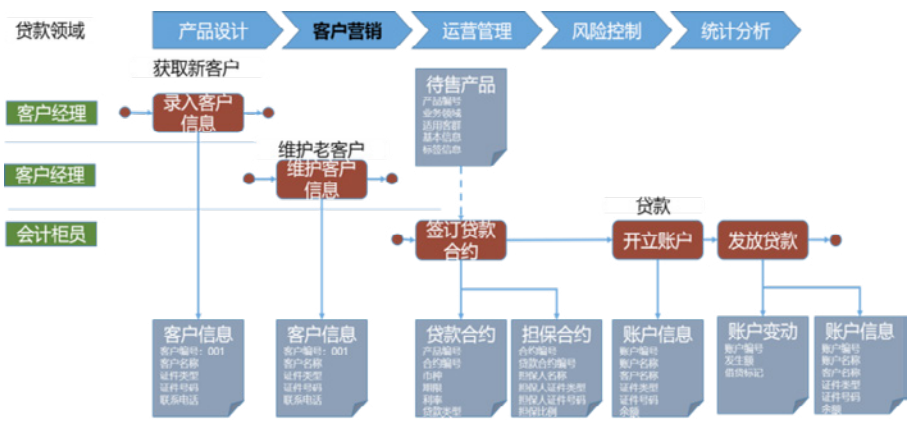 贷款领域
产品设计
客户营销
运营管理
风险控制
统计分析
获取新客户
客户经理
录入客户
信息
待售产品
产品编号
业务领域
适用客群
基本信息
标签信息
维护老客户
客户经理
维护客户
信息
会计柜员
签订贷款
合约
贷款
开立账户
发放贷款
客户信息
客户编号：001
客户名称
证件类型
证件号码
联系电话
客户信息
客户编号：001
客户名称
证件类型
证件号码
联系电话
贷款合约
产品编号
合约编号
币种
期限
利率
贷款类型
担保合约
合约编号
贷款合约编号
担保人名称
担保人证件类型
担保人证件号码
担保比例
账户信息
账户编号
账户名称
客户名称
证件类型
证件号码
余额
账户变动
账户编号
发生额
借贷标记
账户信息
账户编号
账户名称
客户名称
证件类型
证件号码
余额